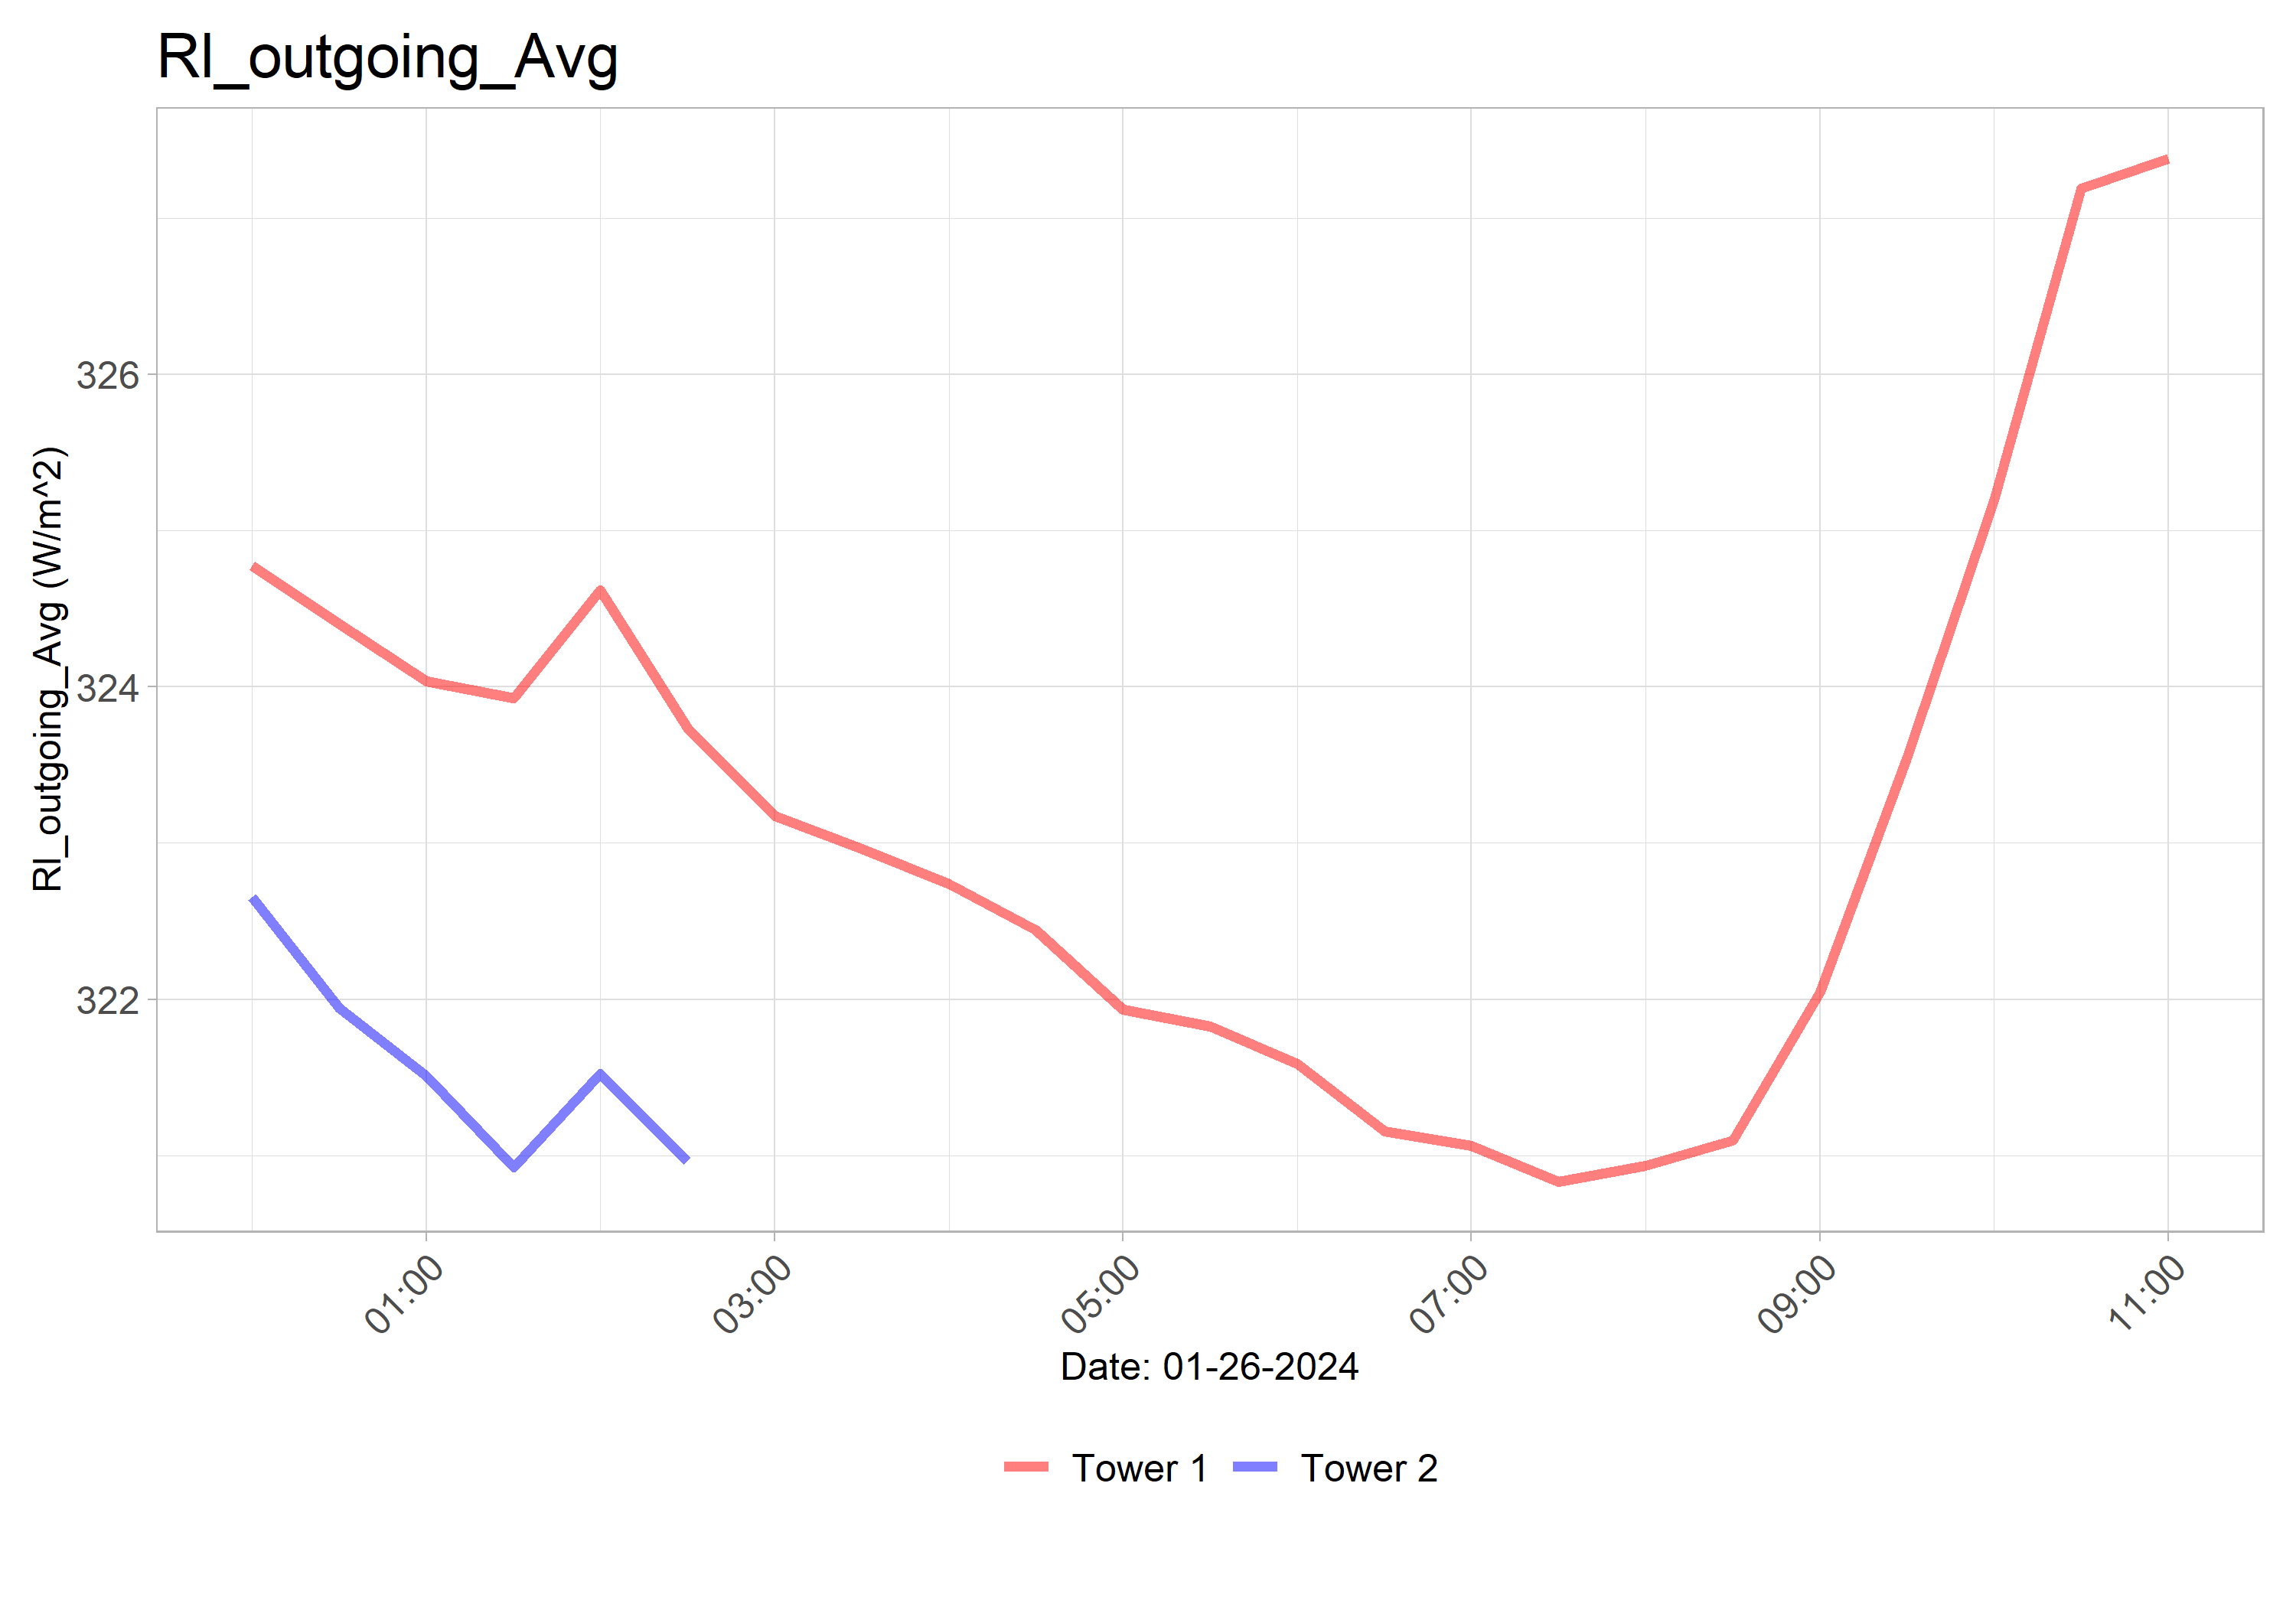 Rl_outgoing_Avg
Rl_outgoing_Avg (W/m^2)
326
324
322
01:00
03:00
05:00
07:00
09:00
11:00
Date: 01-26-2024
Tower 1
Tower 2